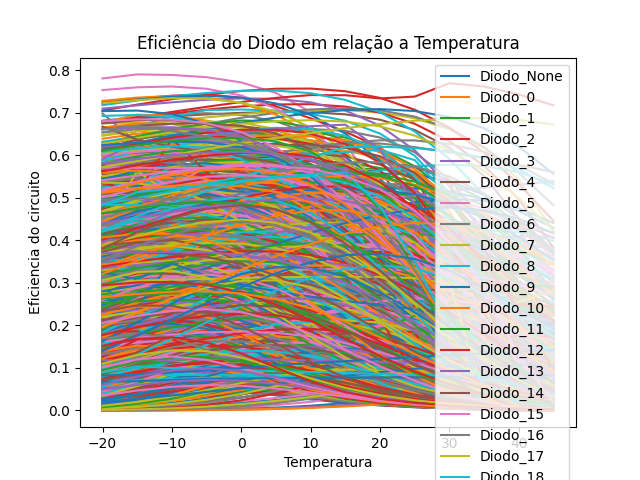 Eficiência do Diodo em relação a Temperatura
Eficiencia do circuito
0.8
0.7
0.6
0.5
0.4
0.3
0.2
0.1
0.0
−20
−10
0
10
20
30
40
Temperatura
Diodo_None
Diodo_0
Diodo_1
Diodo_2
Diodo_3
Diodo_4
Diodo_5
Diodo_6
Diodo_7
Diodo_8
Diodo_9
Diodo_10
Diodo_11
Diodo_12
Diodo_13
Diodo_14
Diodo_15
Diodo_16
Diodo_17
Diodo_18